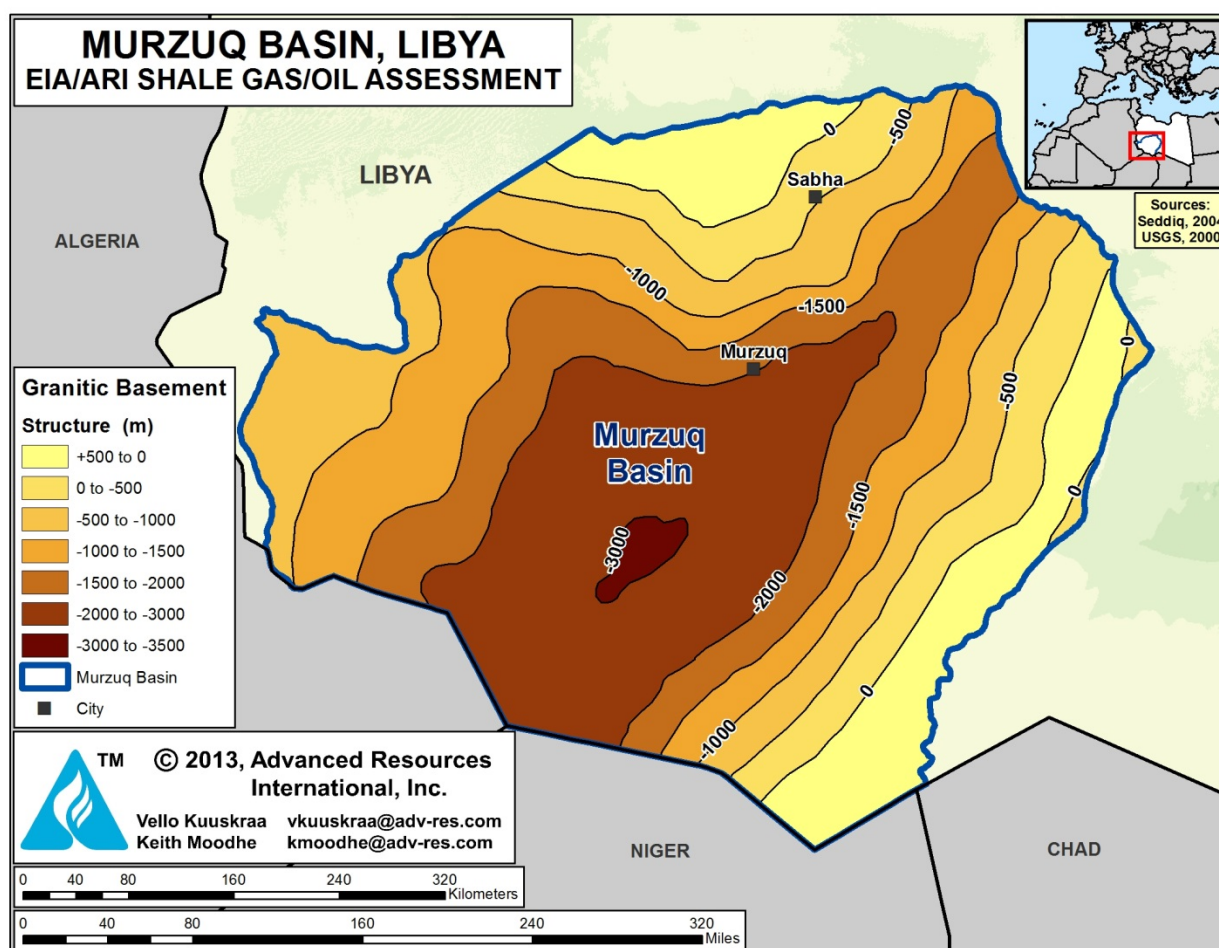 MURZUQ BASIN, LIBYA
EIA/ARI SHALE GAS/OIL ASSESSMENT
Sources:
Seddiq, 2004
USGS, 2000
LIBYA
ALGERIA
0
-500
Sabha
-1000
-1500
Murzuq
0
-500
Murzuq
Basin
-1500
0
-3000
-2000
0
-1000
Granitic Basement
Structure (m)
+500 to 0
0 to -500
-500 to -1000
-1000 to -1500
-1500 to -2000
-2000 to -3000
-3000 to -3500
Murzuq Basin
City
TM
© 2013, Advanced Resources
International, Inc.
Vello Kuuskraa vkuuskraa@adv-res.com
Keith Moodhe kmoodhe@adv-res.com
NIGER
CHAD
0 40 80 160 240 320
Kilometers
0 40 80 160 240 320
Miles